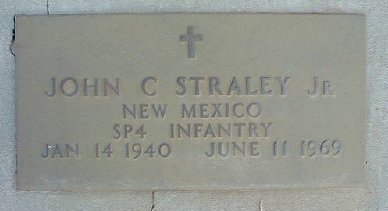 JOHN C STRALEY JR
NEW MEXICO
SP4 INFANTRY
JAN 14 1940 JUNE 11 1969